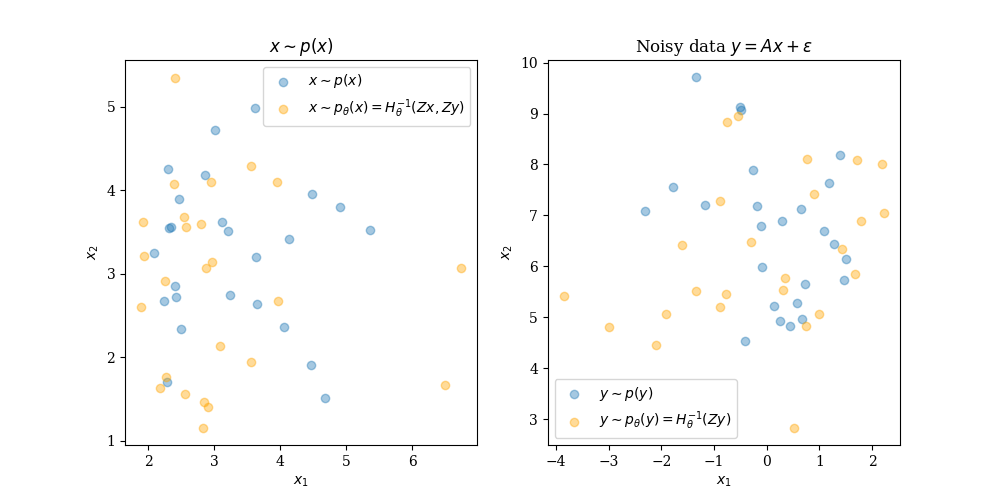 x ∼ p(x)
x ∼ p(x)
x ∼ p_θ(x) = H_θ^{-1}(Zx, Zy)
5
4
3
2
1
x_2
2
3
4
5
6
x_1
Noisy data y = Ax + ε
10
9
8
7
6
5
4
3
x_2
y ∼ p(y)
y ∼ p_θ(y) = H_θ^{-1}(Zy)
−4
−3
−2
−1
0
1
2
x_1